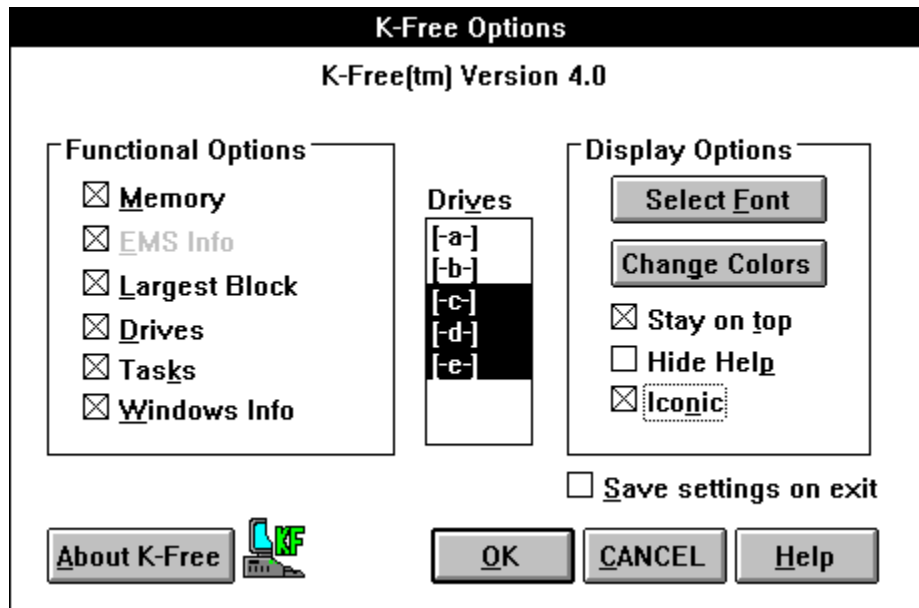 K-Free Options
K-Free(tm) Version 4.0
Functional Options
Memory
EMS Info
Largest Block
Drives
Tasks
Windows Info
Drives
[-a-]
[-b-]
[-c-]
[-d-]
[-e-]
Display Options
Select Font
Change Colors
Stay on top
Hide Help
Iconic
Save settings on exit
About K-Free
KF
OK
CANCEL
Help